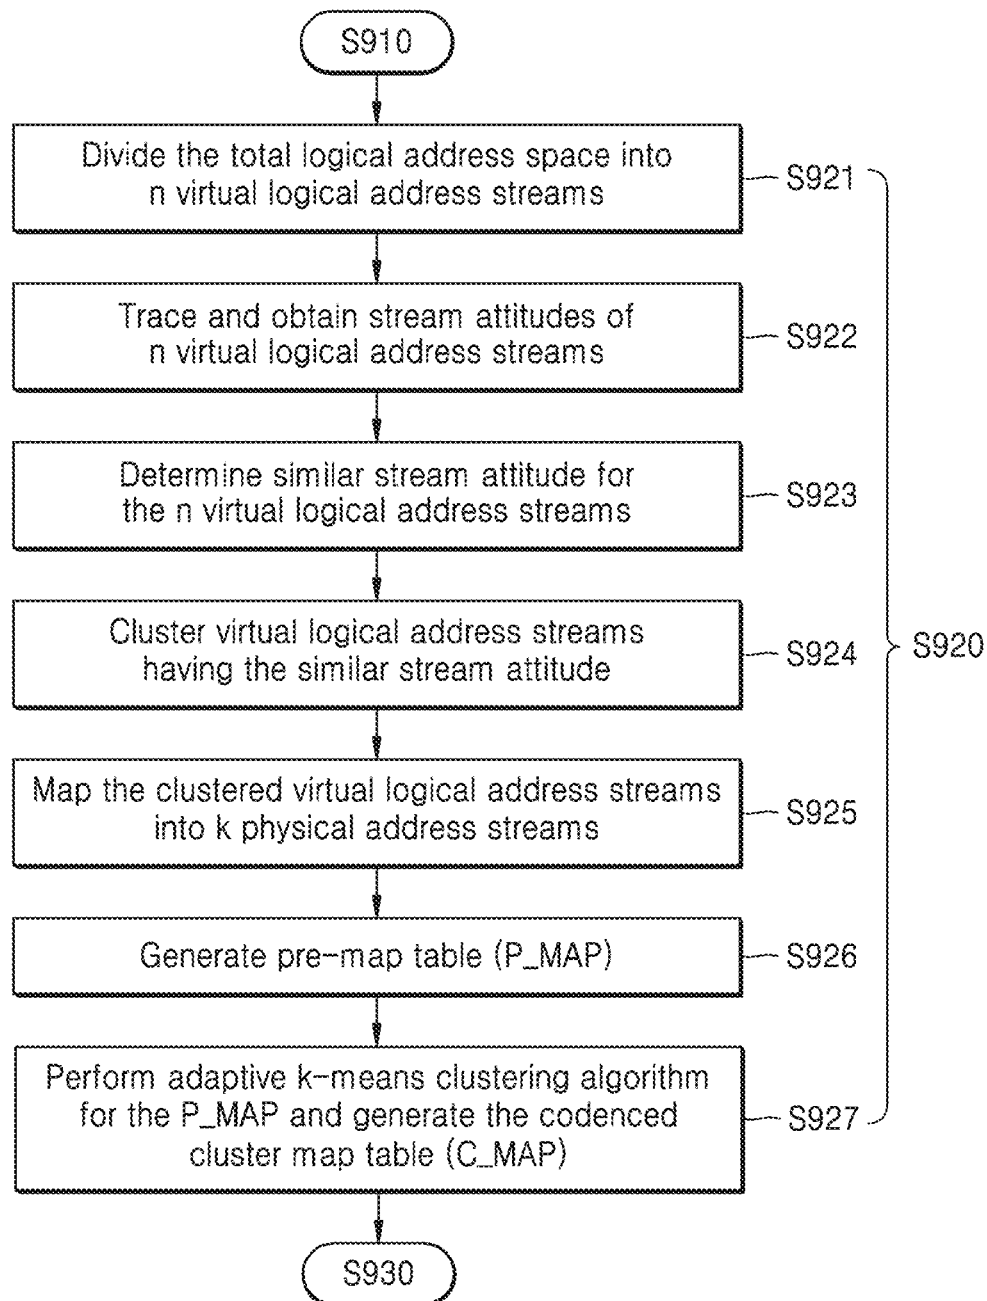 S910
Divide the total logical address space into
n virtual logical address streams
S921
Trace and obtain stream attitudes of
n virtual logical address streams
S922
Determine similar stream attitude for
the n virtual logical address streams
S923
Cluster virtual logical address streams
having the similar stream attitude
S924
S920
Map the clustered virtual logical address streams
into k physical address streams
S925
Generate pre-map table (P_MAP)
S926
Perform adaptive k-means clustering algorithm
for the P_MAP and generate the codenced
cluster map table (C_MAP)
S927
S930